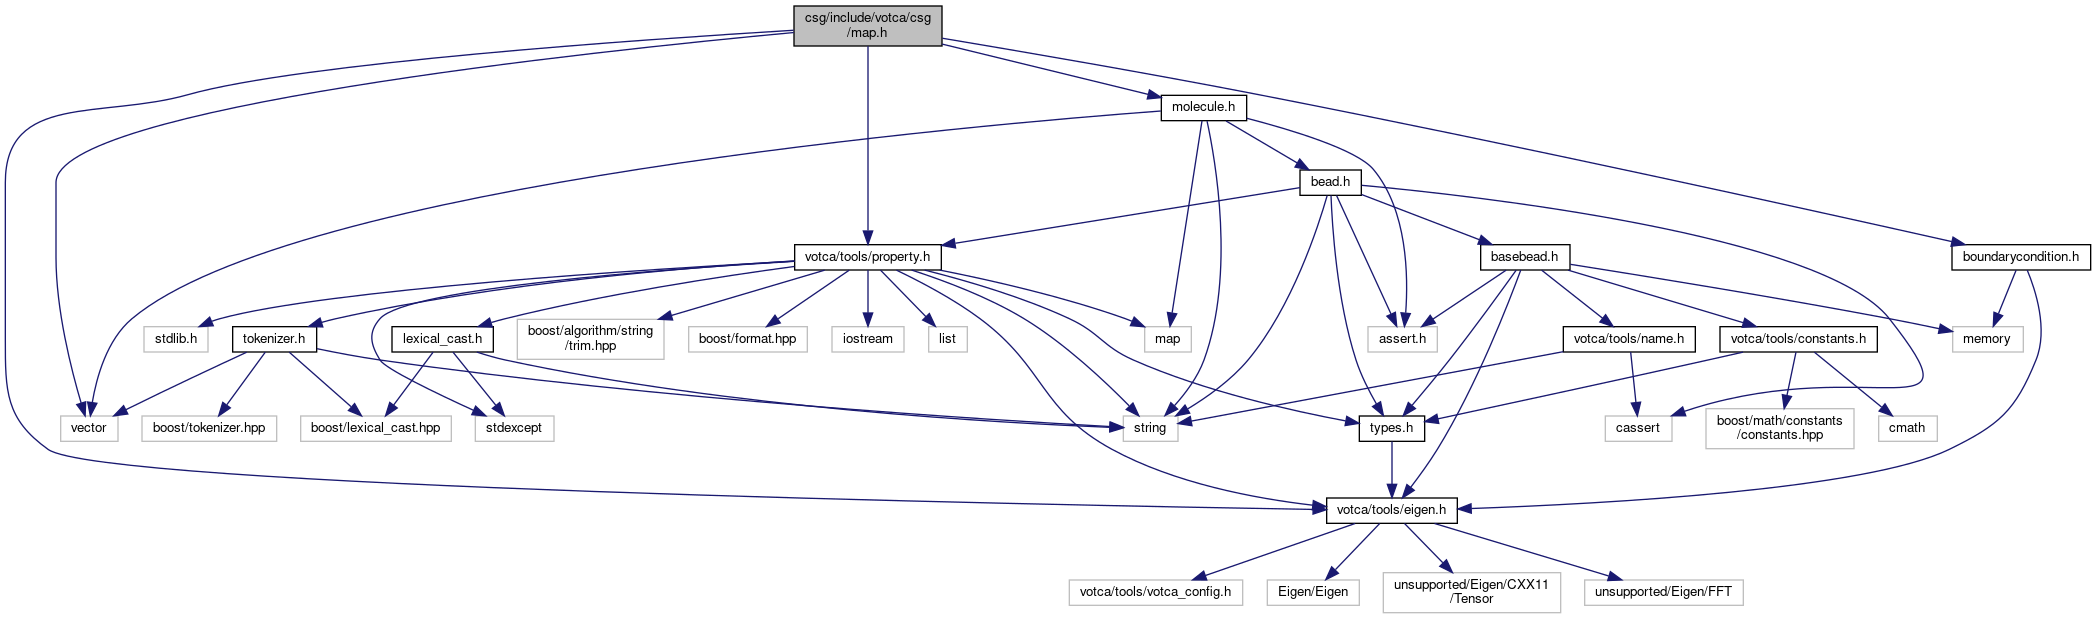 csg/include/votca/csg
/map.h
molecule.h
bead.h
votca/tools/property.h
basebead.h
boundarycondition.h
stdlib.h
tokenizer.h
lexical_cast.h
boost/algorithm/string
/trim.hpp
boost/format.hpp
iostream
list
map
assert.h
votca/tools/name.h
votca/tools/constants.h
memory
vector
boost/tokenizer.hpp
boost/lexical_cast.hpp
stdexcept
string
types.h
cassert
boost/math/constants
/constants.hpp
cmath
votca/tools/eigen.h
votca/tools/votca_config.h
Eigen/Eigen
unsupported/Eigen/CXX11
/Tensor
unsupported/Eigen/FFT